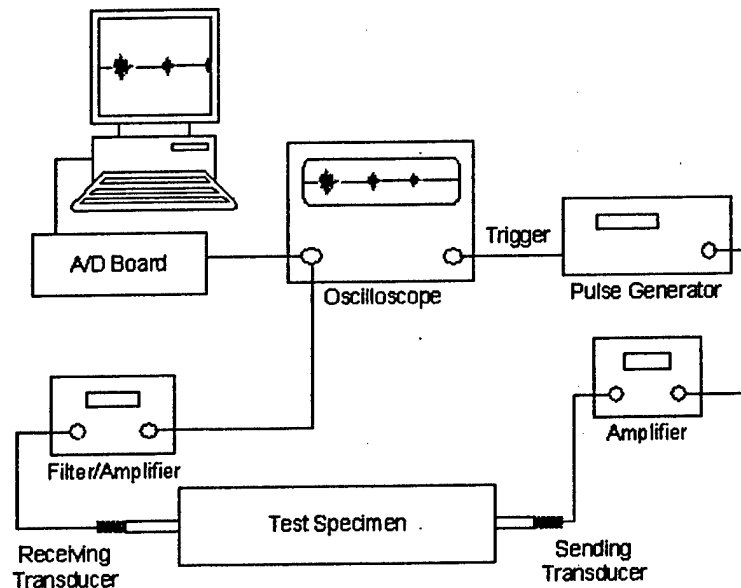 Trigger
A/D Board
Oscilloscope
Pulse Generator
Filter/Amplifier
Amplifier
Test Specimen
Receiving
Transducer
Sending
Transducer